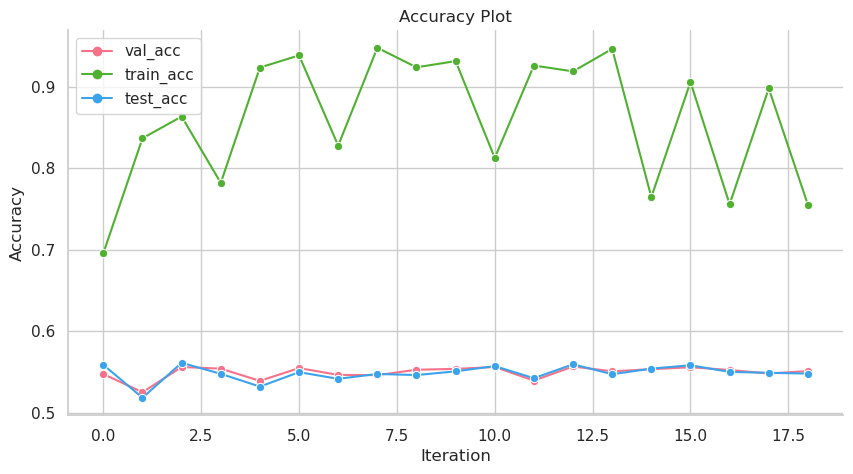 Accuracy Plot
val_acc
train_acc
test_acc
0.9
0.8
0.7
0.6
0.5
Accuracy
0.0 2.5 5.0 7.5 10.0 12.5 15.0 17.5
Iteration